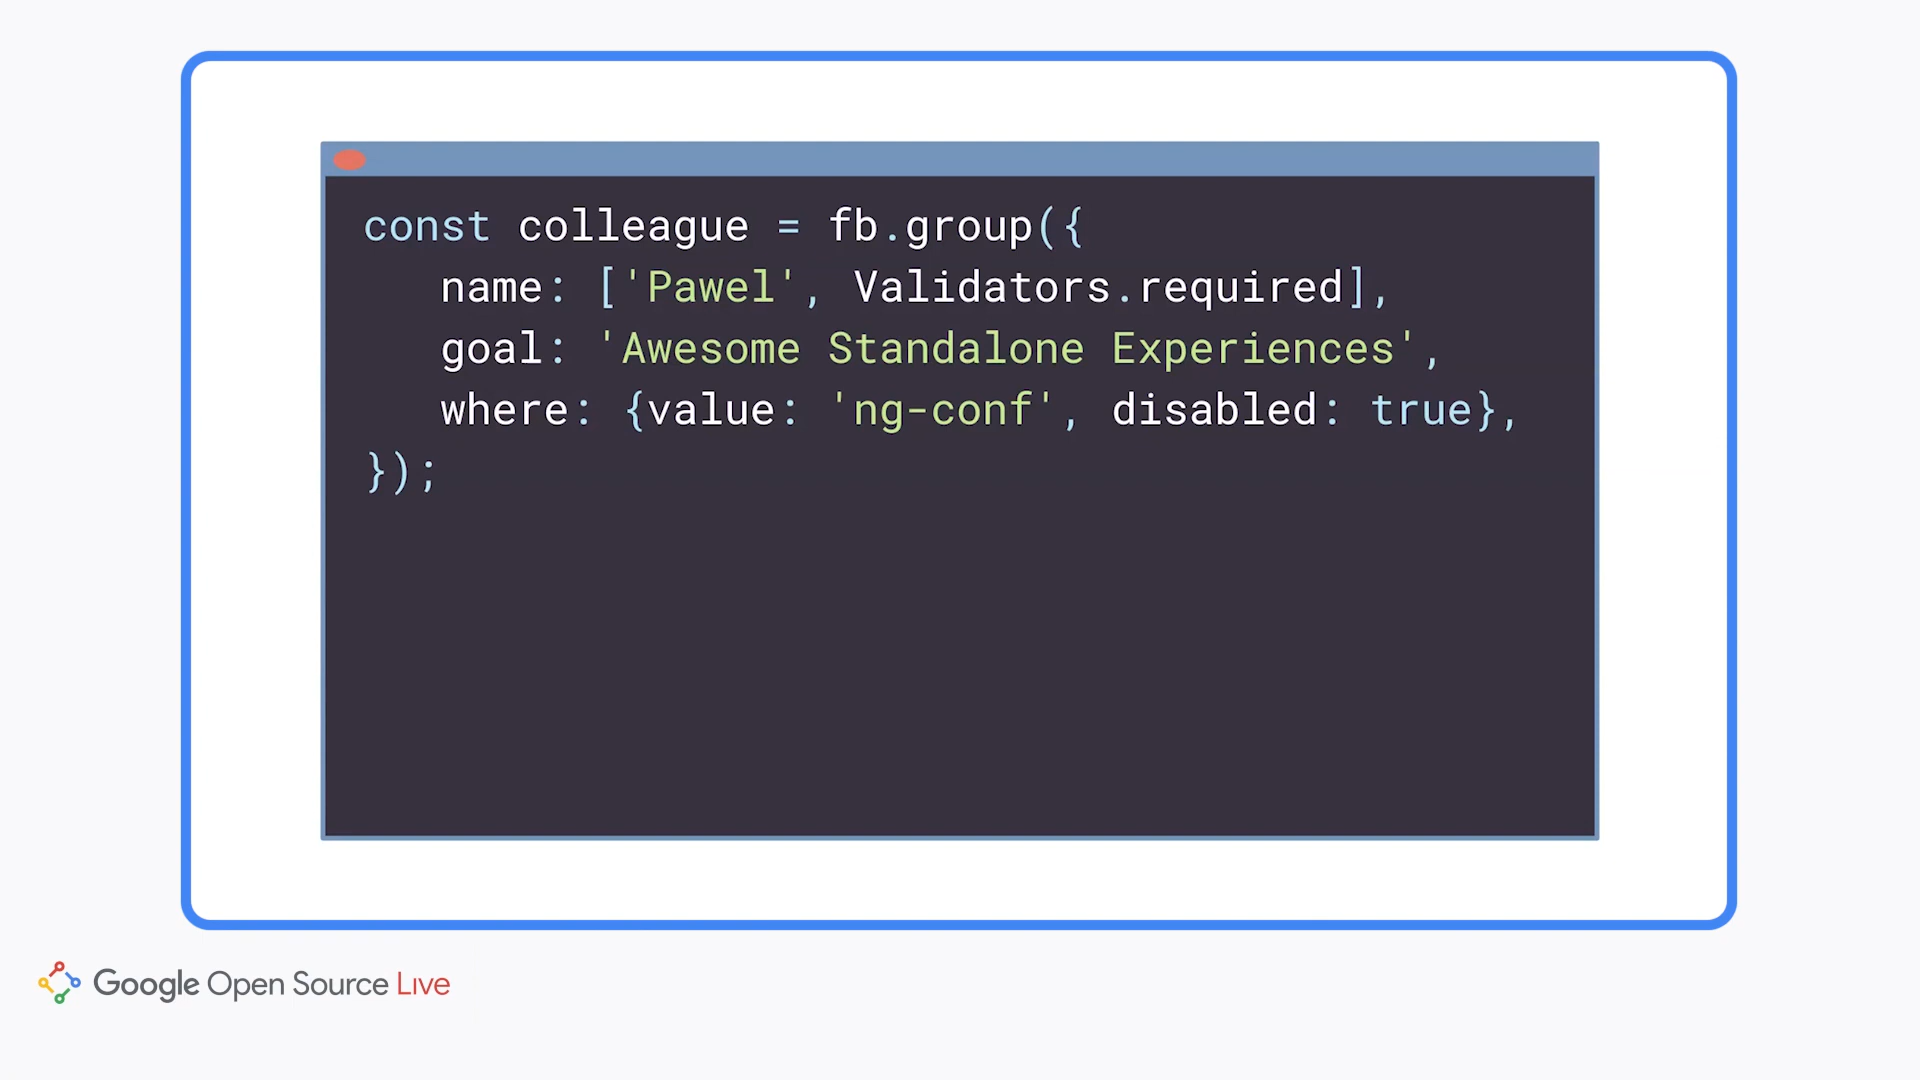 const colleague = fb.group({
   name: ['Pawel', Validators.required],
   goal: 'Awesome Standalone Experiences',
   where: {value: 'ng-conf', disabled: true},
});
Google Open Source Live